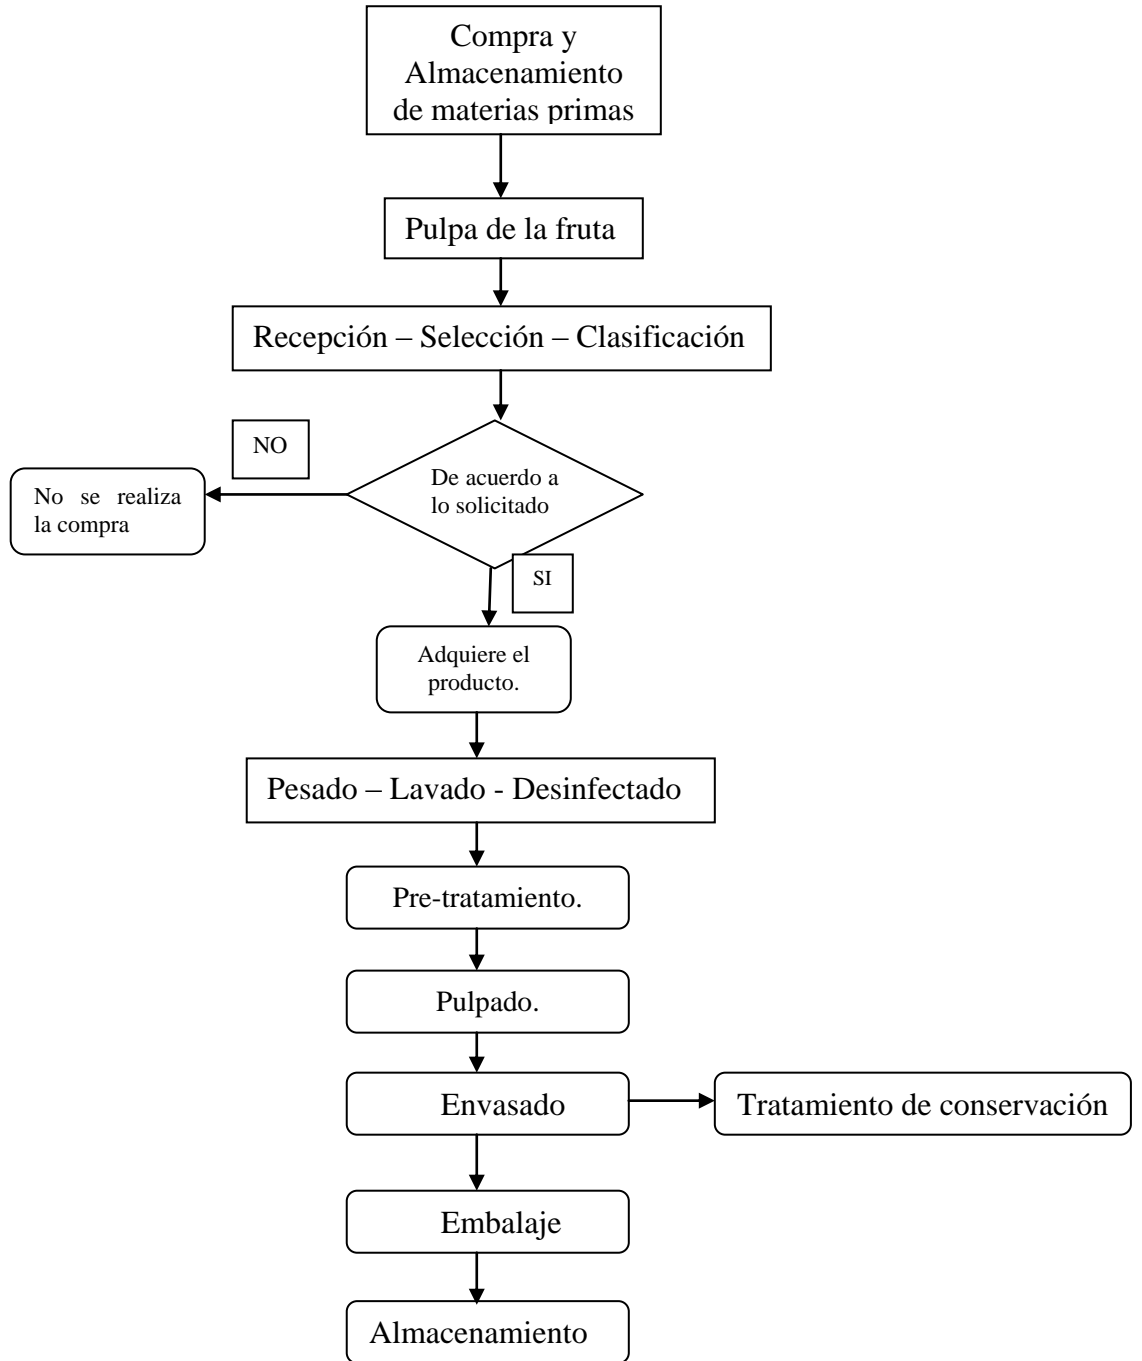 Compra y
Almacenamiento
de materias primas
Pulpa de la fruta
Recepción – Selección – Clasificación
NO
De acuerdo a
lo solicitado
No se realiza
la compra
SI
Adquiere el
producto.
Pesado – Lavado - Desinfectado
Pre-tratamiento.
Pulpado.
Envasado
Tratamiento de conservación
Embalaje
Almacenamiento